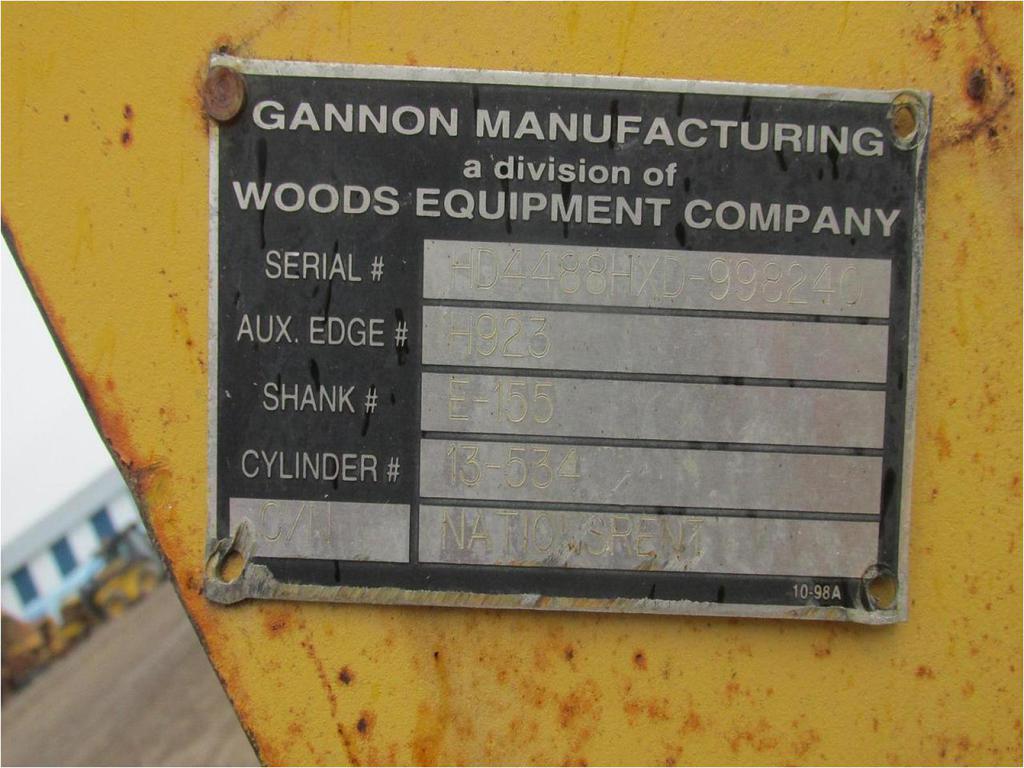 GANNON MANUFACTURING
a division of
WOODS EQUIPMENT COMPANY
SERIAL # HD4488HXD-998240
AUX. EDGE # H923
SHANK # E-155
CYLINDER # 13-534
C/N NATIONSRENT
10-98A